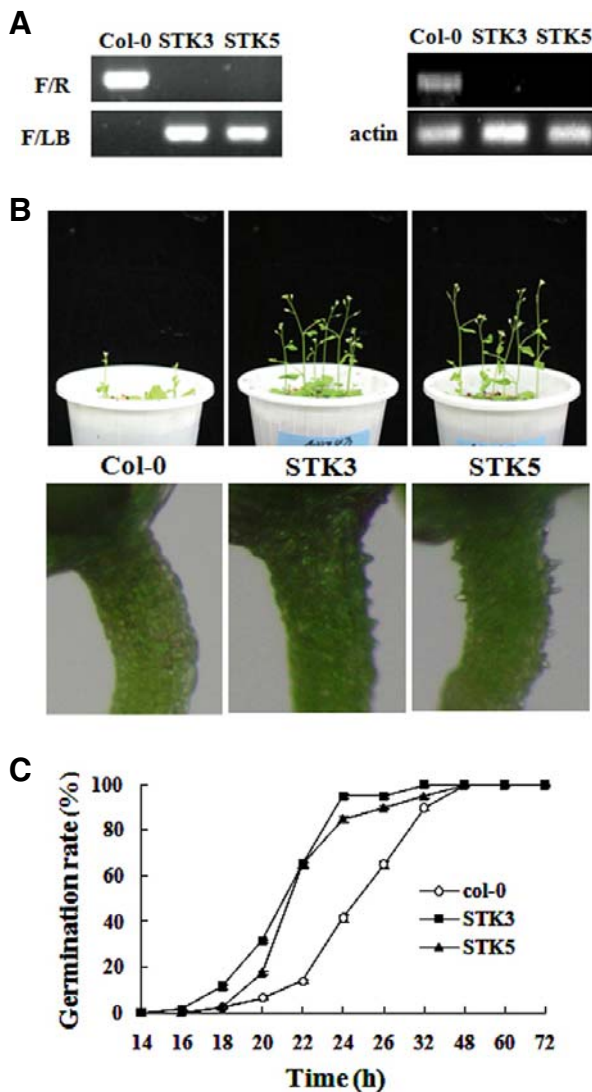 A
Col-0 STK3 STK5
F/R
F/LB
Col-0 STK3 STK5
actin
B
Col-0
STK3
STK5
C
Germination rate (%)
100
80
60
40
20
0
col-0
STK3
STK5
14 16 18 20 22 24 26 32 48 60 72
Time (h)